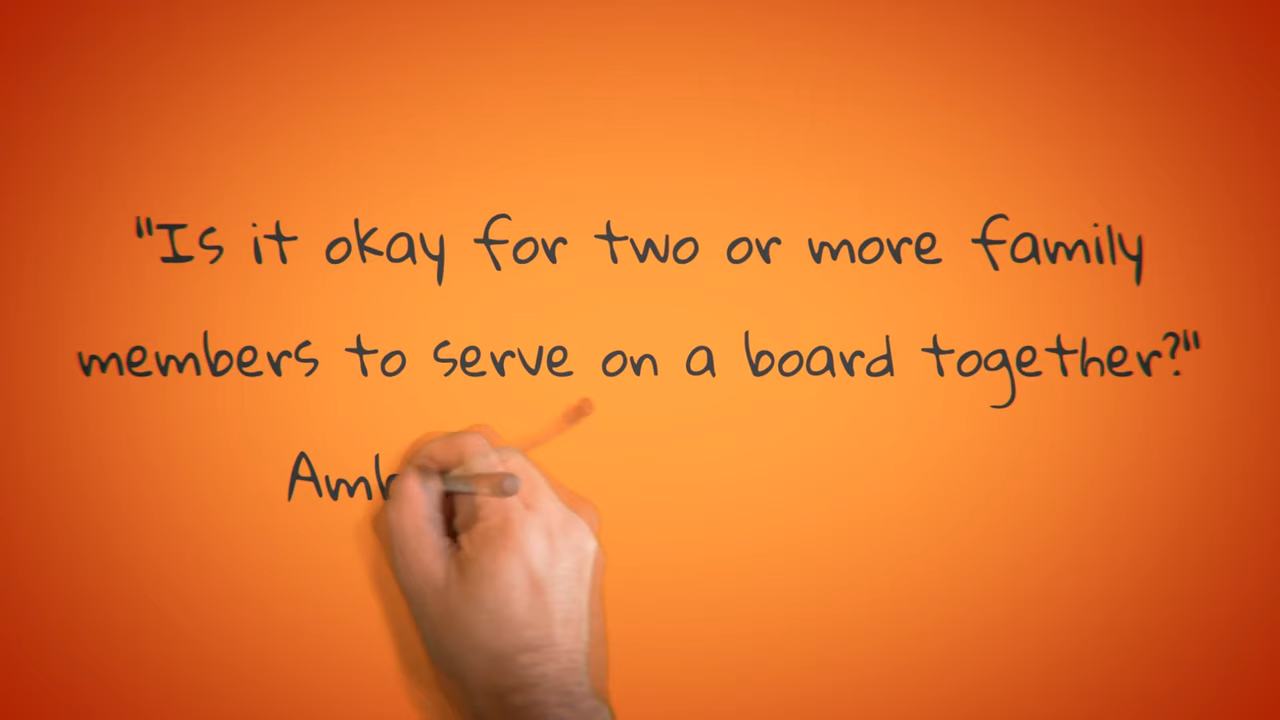 "Is it okay for two or more family
members to serve on a board together?"